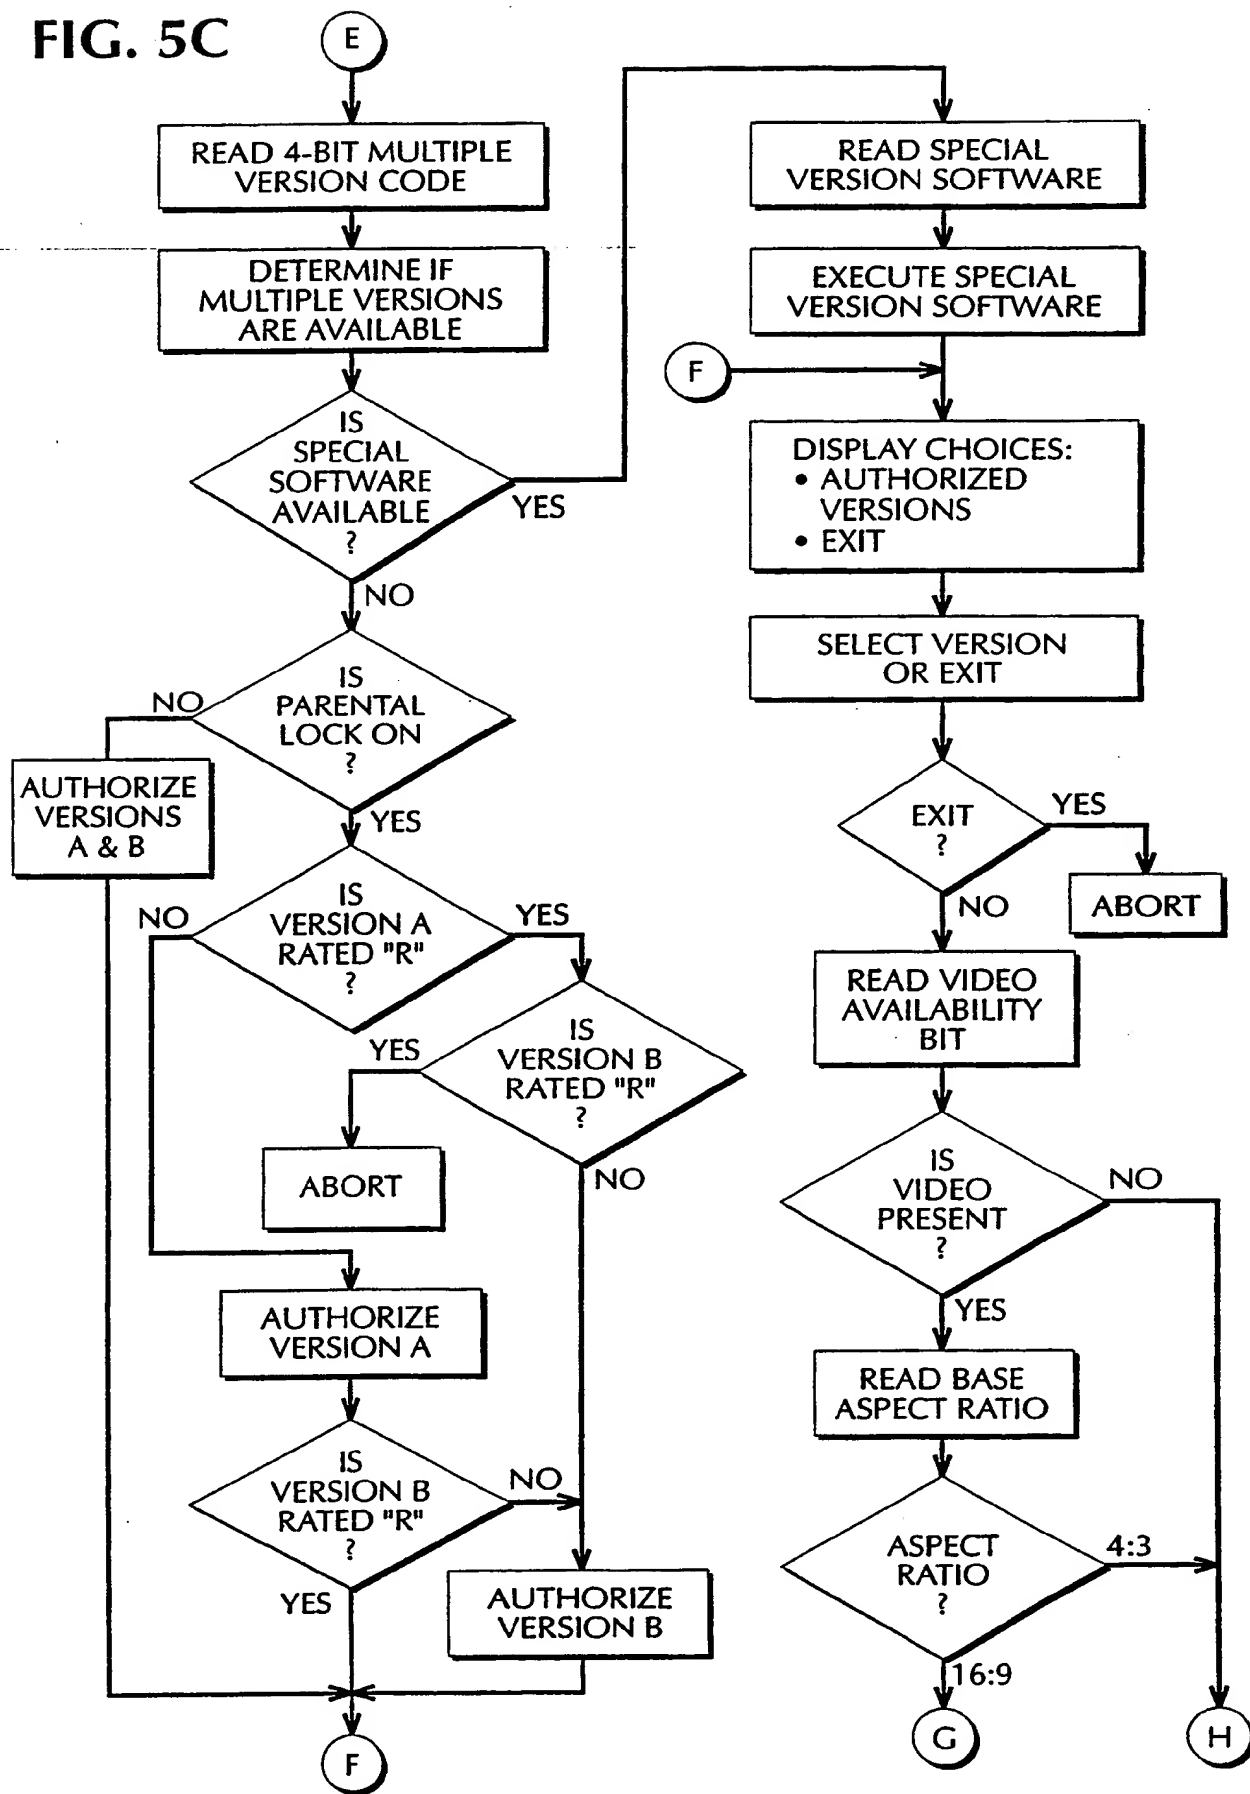 FIG. 5C
E
READ 4-BIT MULTIPLE
VERSION CODE
DETERMINE IF
MULTIPLE VERSIONS
ARE AVAILABLE
IS
SPECIAL
SOFTWARE
AVAILABLE
?
YES
NO
IS
PARENTAL
LOCK ON
?
NO
YES
AUTHORIZE
VERSIONS
A & B
IS
VERSION A
RATED "R"
?
NO
YES
IS
VERSION B
RATED "R"
?
YES
NO
ABORT
AUTHORIZE
VERSION A
IS
VERSION B
RATED "R"
?
NO
YES
AUTHORIZE
VERSION B
F
READ SPECIAL
VERSION SOFTWARE
EXECUTE SPECIAL
VERSION SOFTWARE
F
DISPLAY CHOICES:
• AUTHORIZED
VERSIONS
• EXIT
SELECT VERSION
OR EXIT
EXIT
?
YES
NO
ABORT
READ VIDEO
AVAILABILITY
BIT
IS
VIDEO
PRESENT
?
NO
YES
READ BASE
ASPECT RATIO
ASPECT
RATIO
?
4:3
16:9
G
H